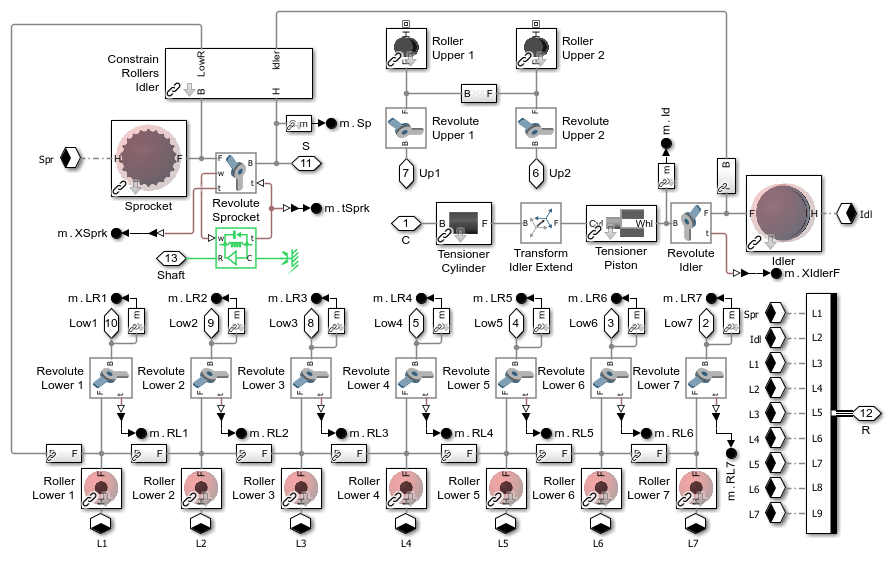 Constrain
Rollers
Idler
LowR
Idler
B
H
m.Sp
m
S
11
Spr
H
F
Sprocket
F
w
t
B
t
Revolute
Sprocket
m.tSprk
m.XSprk
13
Shaft
w
t
R
C
H
F
Roller
Upper 1
H
F
Roller
Upper 2
B
F
F
B
Revolute
Upper 1
F
B
Revolute
Upper 2
7
Up1
6
Up2
m.Id
m
B
1
C
B
F
Tensioner
Cylinder
Transform
Idler Extend
Cyl
Whl
Tensioner
Piston
B
F
t
Revolute
Idler
F
H
Idler
Idl
m.XIdlerF
m.LR1
m.LR2
m.LR3
m.LR4
m.LR5
m.LR6
m.LR7
Low1
10
m
Low2
9
m
Low3
8
m
Low4
5
m
Low5
4
m
Low6
3
m
Low7
2
m
Revolute
Lower 1
B
F
t
Revolute
Lower 2
B
F
t
Revolute
Lower 3
B
F
t
Revolute
Lower 4
B
F
t
Revolute
Lower 5
B
F
t
Revolute
Lower 6
B
F
t
Revolute
Lower 7
B
F
t
m.RL1
m.RL2
m.RL3
m.RL4
m.RL5
m.RL6
m.RL7
F
F
F
F
F
F
F
Roller
Lower 1
Roller
Lower 2
Roller
Lower 3
Roller
Lower 4
Roller
Lower 5
Roller
Lower 6
Roller
Lower 7
L1
L2
L3
L4
L5
L6
L7
Spr
L1
Idl
L2
L1
L3
L2
L4
L3
L5
L4
L6
L5
L7
L6
L8
L7
L9
12
R